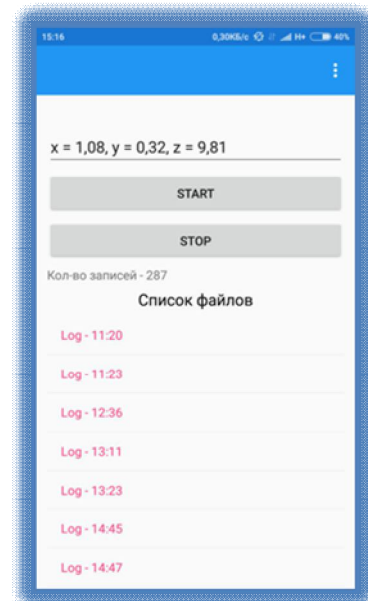 15:16 0,30КБ/с H+ 40%
x = 1,08, y = 0,32, z = 9,81
START
STOP
Кол-во записей - 287
Список файлов
Log - 11:20
Log - 11:23
Log - 12:36
Log - 13:11
Log - 13:23
Log - 14:45
Log - 14:47